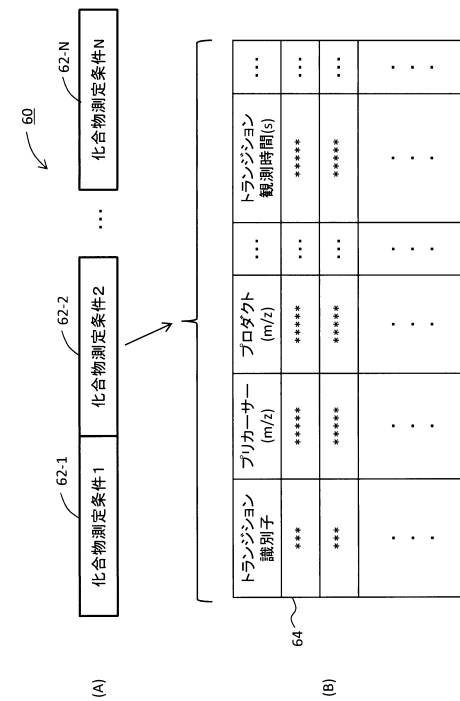 60
62-1
62-2
62-N
(A)
化合物測定条件1
化合物測定条件2
...
化合物測定条件N
(B)
64
トランジション
識別子
プリカーサー
(m/z)
プロダクト
(m/z)
...
トランジション
観測時間(s)
...
*** ***** ***** ... ***** ...
*** ***** ***** ... ***** ...
. . . . . .
. . . . . .
. . . . . .